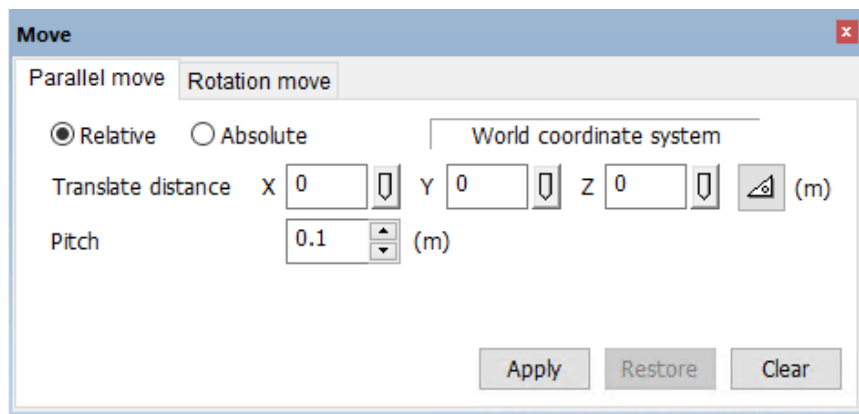 Move
Parallel move Rotation move
Relative Absolute World coordinate system
Translate distance X 0 Y 0 Z 0 (m)
Pitch 0.1 (m)
Apply Restore Clear